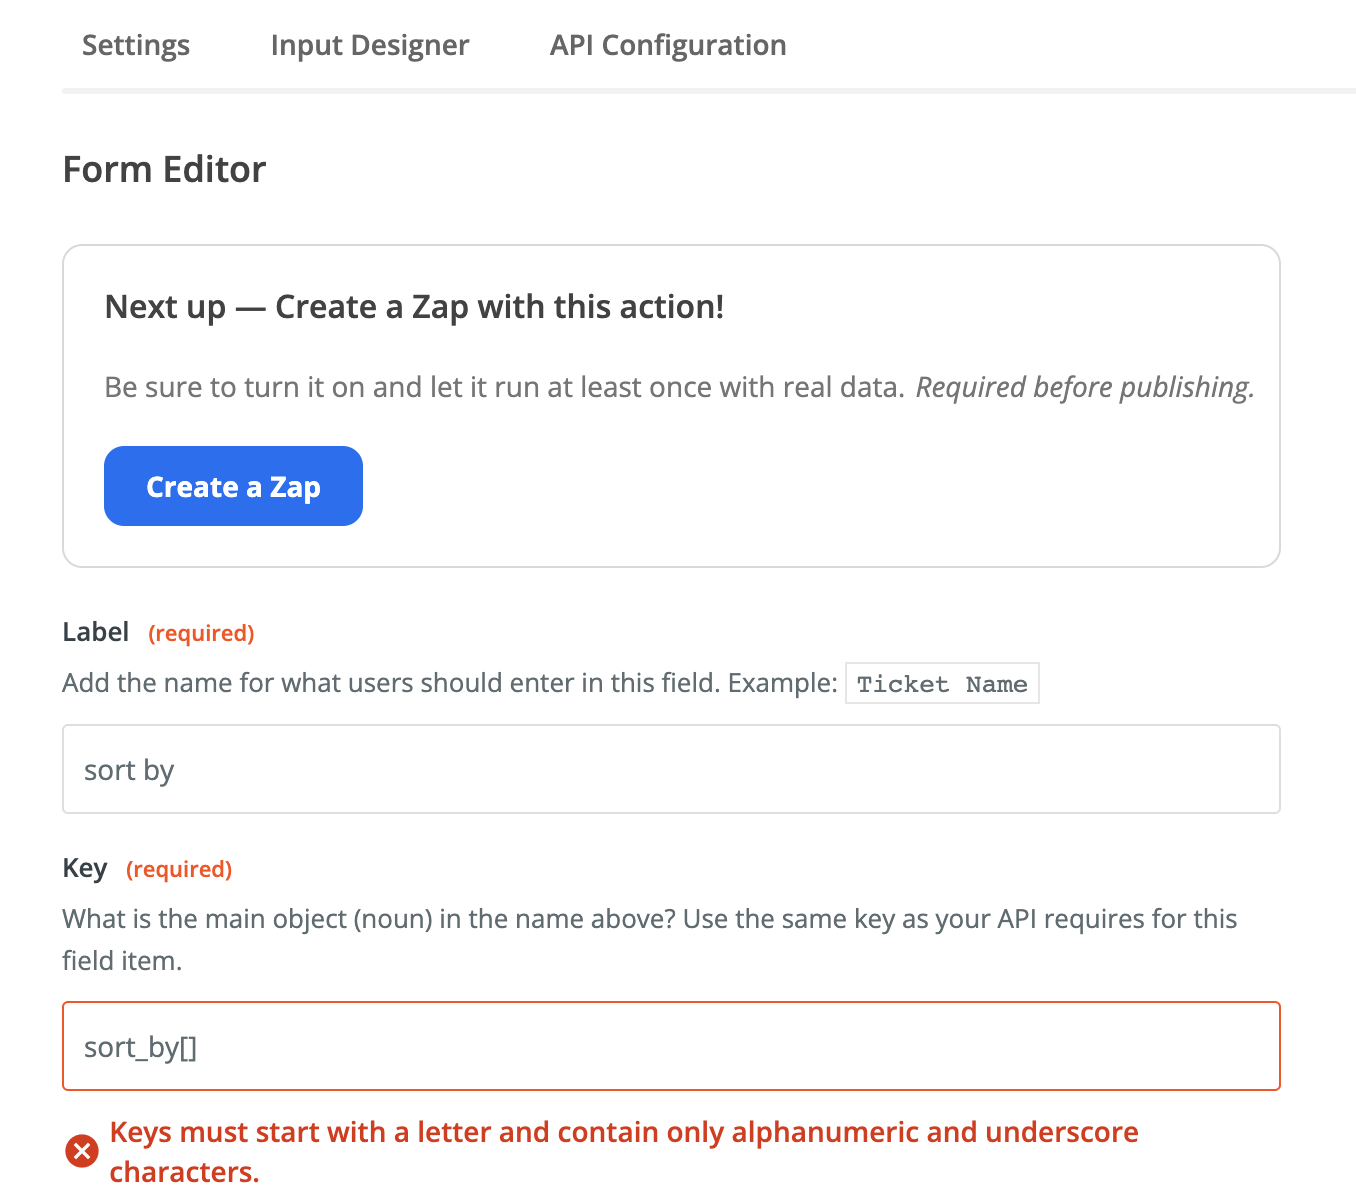 Settings Input Designer API Configuration
Form Editor
Next up — Create a Zap with this action!
Be sure to turn it on and let it run at least once with real data. Required before publishing.
Create a Zap
Label (required)
Add the name for what users should enter in this field. Example: Ticket Name
sort by
Key (required)
What is the main object (noun) in the name above? Use the same key as your API requires for this
field item.
sort_by[]
Keys must start with a letter and contain only alphanumeric and underscore
characters.